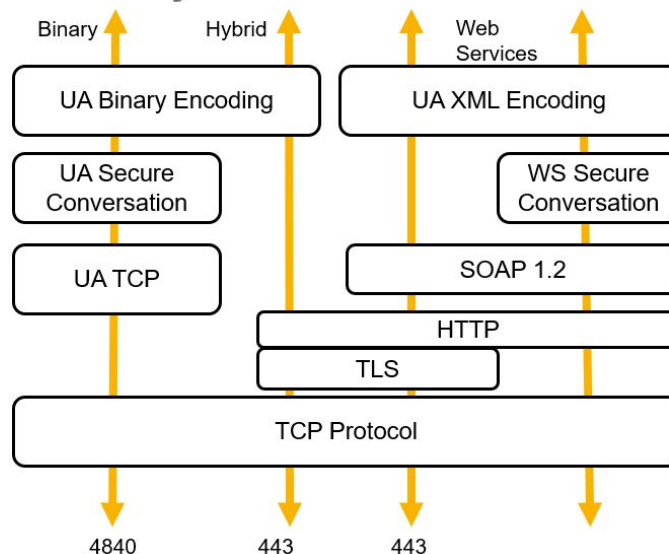 Binary
Hybrid
Web
Services
UA Binary Encoding
UA XML Encoding
UA Secure
Conversation
WS Secure
Conversation
UA TCP
SOAP 1.2
HTTP
TLS
TCP Protocol
4840
443
443